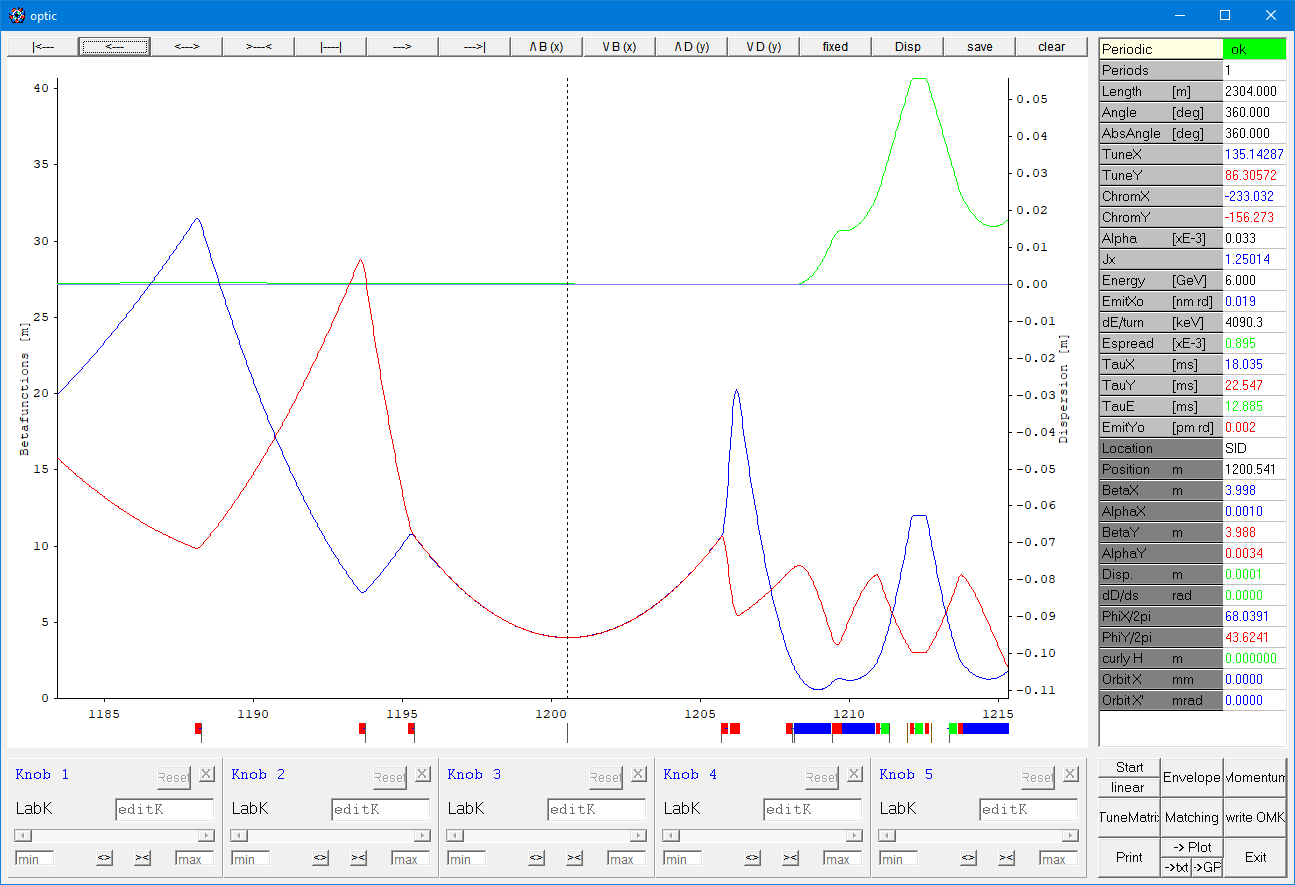 optic
|<--- <--- <---> >---< |----| ---> --->| /\ B (x) \/ B (x) /\ D (y) \/ D (y) fixed Disp save clear
40
35
30
25
20
15
10
5
0
Betafunctions [m]
1185 1190 1195 1200 1205 1210 1215
0.05
0.04
0.03
0.02
0.01
0.00
-0.01
-0.02
-0.03
-0.04
-0.05
-0.06
-0.07
-0.08
-0.09
-0.10
-0.11
Dispersion [m]
Periodic ok
Periods 1
Length [m] 2304.000
Angle [deg] 360.000
AbsAngle [deg] 360.000
TuneX 135.14287
TuneY 86.30572
ChromX -233.032
ChromY -156.273
Alpha [xE-3] 0.033
Jx 1.25014
Energy [GeV] 6.000
EmitXo [nm rd] 0.019
dE/turn [keV] 4090.3
Espread [xE-3] 0.895
TauX [ms] 18.035
TauY [ms] 22.547
TauE [ms] 12.885
EmitYo [pm rd] 0.002
Location SID
Position m 1200.541
BetaX m 3.998
AlphaX 0.0010
BetaY m 3.988
AlphaY 0.0034
Disp. m 0.0001
dD/ds rad 0.0000
PhiX/2pi 68.0391
PhiY/2pi 43.6241
curly H m 0.000000
Orbit X mm 0.0000
Orbit X' mrad 0.0000
Knob 1 Reset X
LabK editK
min <> >< max
Knob 2 Reset X
LabK editK
min <> >< max
Knob 3 Reset X
LabK editK
min <> >< max
Knob 4 Reset X
LabK editK
min <> >< max
Knob 5 Reset X
LabK editK
min <> >< max
Start Envelope Momentum
linear
TuneMatri Matching write OMK
Print -> Plot Exit
->txt ->GP